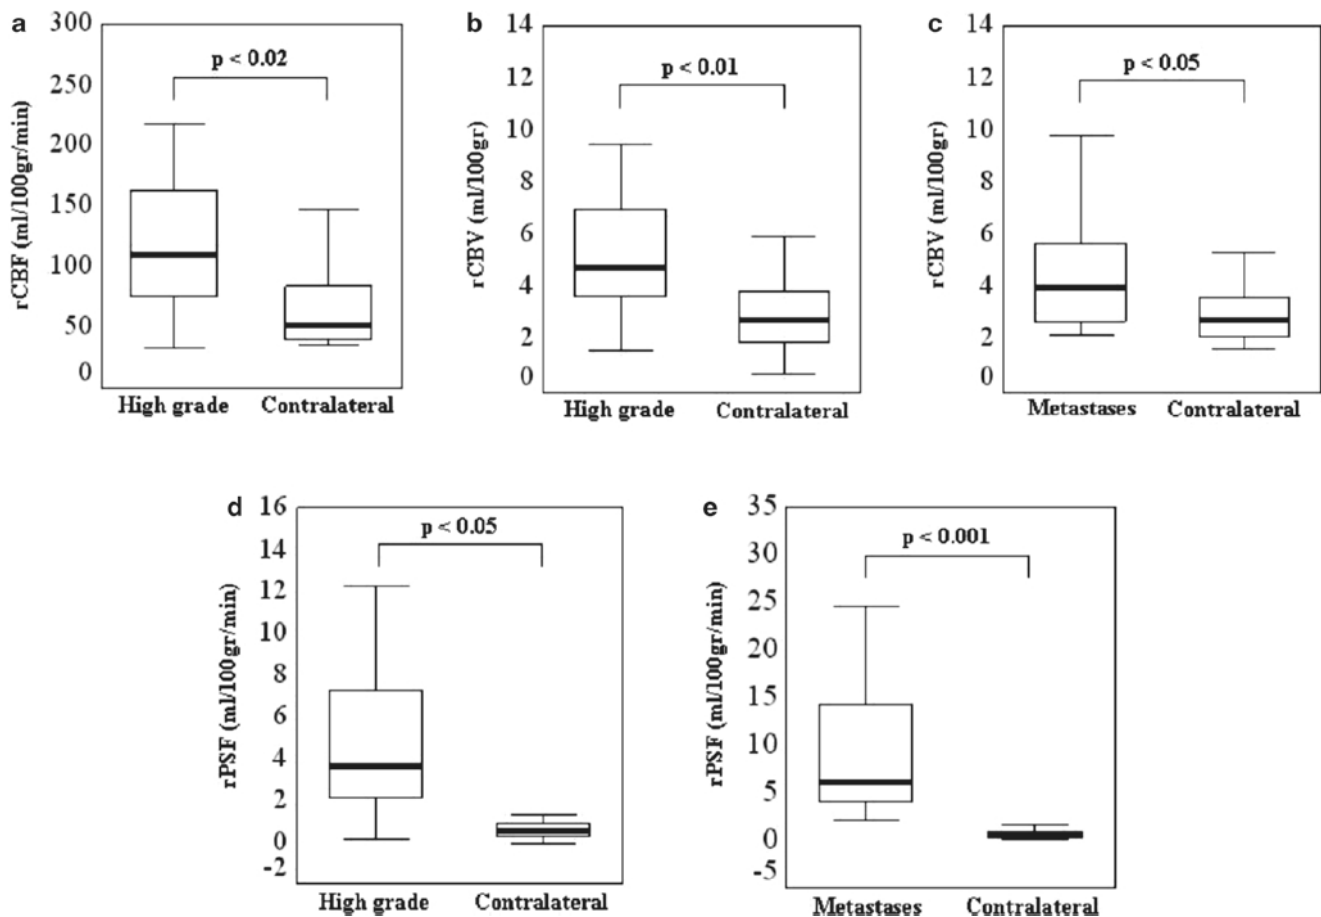 a
300
250
200
150
100
50
0
rCBF (ml/100gr/min)
p < 0.02
High grade Contralateral
b
14
12
10
8
6
4
2
0
rCBV (ml/100gr)
p < 0.01
High grade Contralateral
c
14
12
10
8
6
4
2
0
rCBV (ml/100gr)
p < 0.05
Metastases Contralateral
d
16
14
12
10
8
6
4
2
0
-2
rPSF (ml/100gr/min)
p < 0.05
High grade Contralateral
e
35
30
25
20
15
10
5
0
-5
rPSF (ml/100gr/min)
p < 0.001
Metastases Contralateral